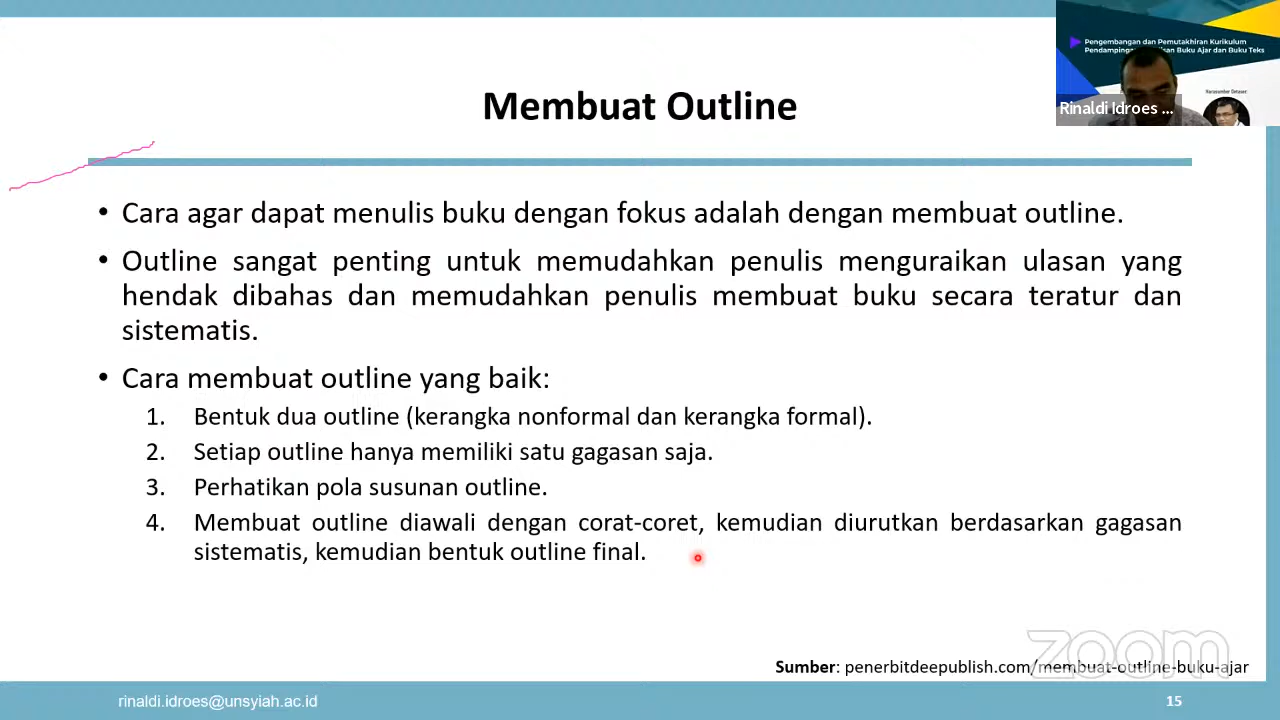 Pengembangan dan Pemutakhiran Kurikulum
Buku Ajar dan Buku Teks
Rinaldi Idroes ...
Membuat Outline
• Cara agar dapat menulis buku dengan fokus adalah dengan membuat outline.
• Outline sangat penting untuk memudahkan penulis menguraikan ulasan yang
hendak dibahas dan memudahkan penulis membuat buku secara teratur dan
sistematis.
• Cara membuat outline yang baik:
1. Bentuk dua outline (kerangka nonformal dan kerangka formal).
2. Setiap outline hanya memiliki satu gagasan saja.
3. Perhatikan pola susunan outline.
4. Membuat outline diawali dengan corat-coret, kemudian diurutkan berdasarkan gagasan
sistematis, kemudian bentuk outline final.
zoom
Sumber: penerbitdeepublish.com/membuat-outline-buku-ajar
rinaldi.idroes@unsyiah.ac.id
15